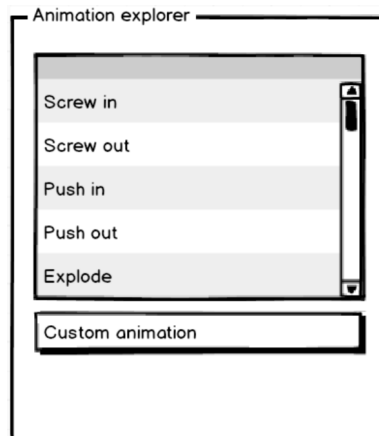 Animation explorer
Screw in
Screw out
Push in
Push out
Explode
Custom animation